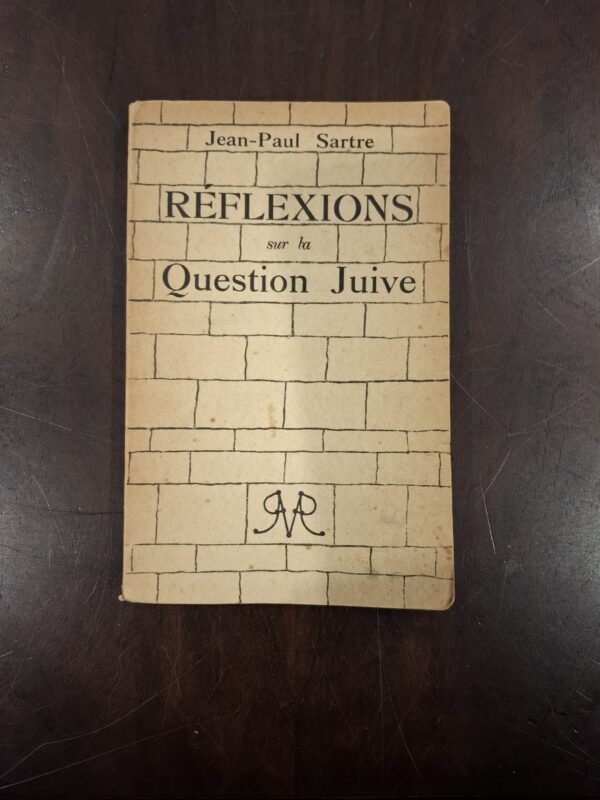 Jean-Paul Sartre
RÉFLEXIONS
sur la
Question Juive